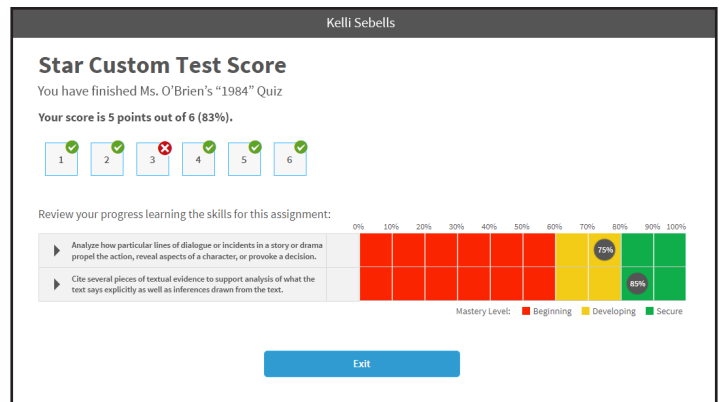 Kelli Sebells
Star Custom Test Score
You have finished Ms. O’Brien’s “1984” Quiz
Your score is 5 points out of 6 (83%).
1 2 3 4 5 6
Review your progress learning the skills for this assignment:
0% 10% 20% 30% 40% 50% 60% 70% 80% 90% 100%
Analyze how particular lines of dialogue or incidents in a story or drama
propel the action, reveal aspects of a character, or provoke a decision.
75%
Cite several pieces of textual evidence to support analysis of what the
text says explicitly as well as inferences drawn from the text.
85%
Mastery Level: Beginning Developing Secure
Exit